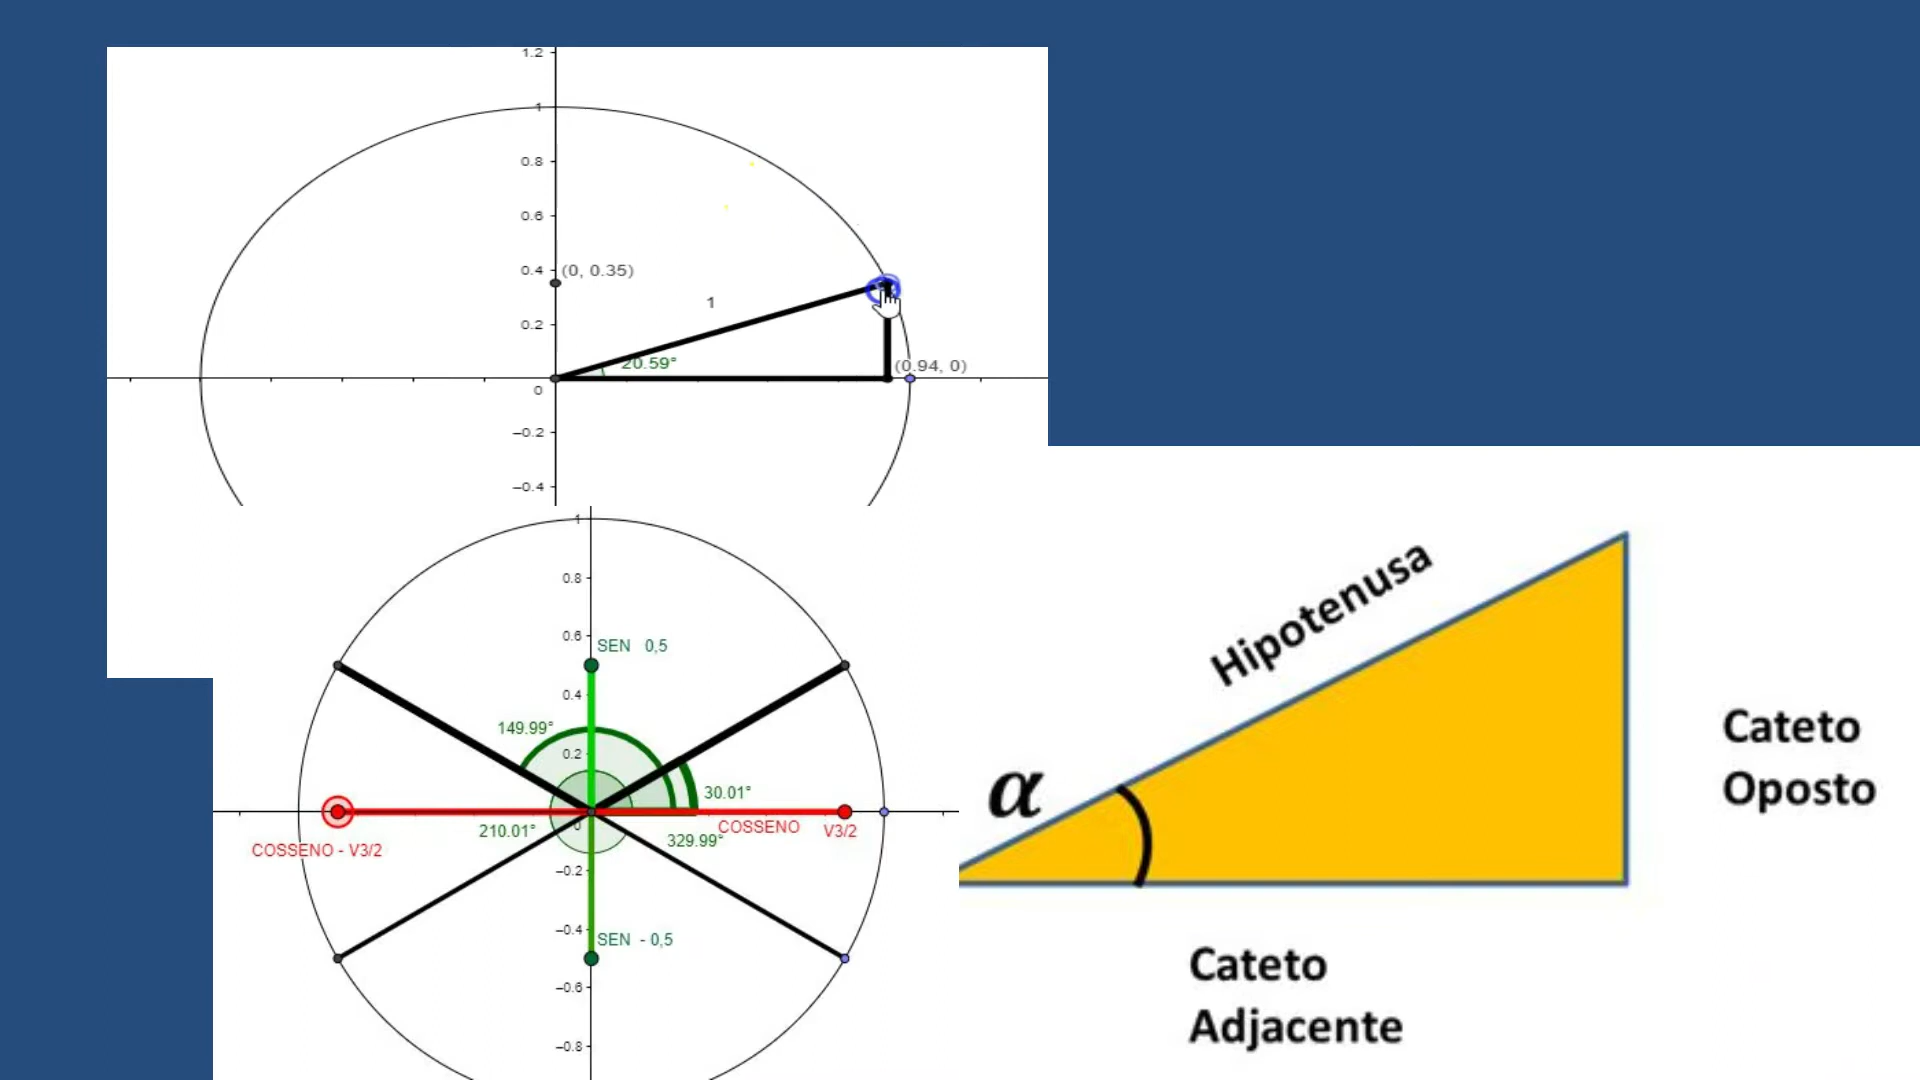 1.2
1
0.8
0.6
0.4
(0, 0.35)
1
0.2
20.59°
(0.94, 0)
0
–0.2
–0.4
1
0.8
0.6
SEN 0,5
0.4
149.99°
0.2
30.01°
210.01°
0
COSSENO
V3/2
329.99°
COSSENO - V3/2
–0.2
–0.4
SEN - 0,5
–0.6
–0.8
Hipotenusa
α
Cateto
Oposto
Cateto
Adjacente